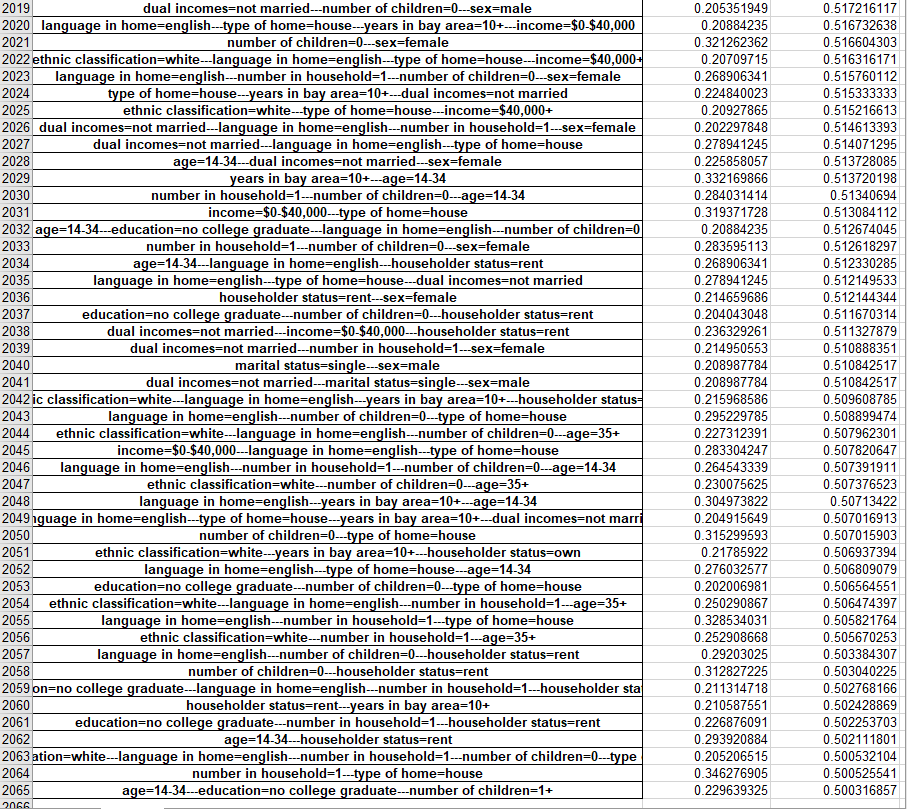 2019 dual incomes=not married---number of children=0---sex=male 0.205351949 0.517216117
2020 language in home=english---type of home=house---years in bay area=10+---income=$0-$40,000 0.20884235 0.516732638
2021 number of children=0---sex=female 0.321262362 0.516604303
2022 ethnic classification=white---language in home=english---type of home=house---income=$40,000+ 0.20709715 0.516316171
2023 language in home=english---number in household=1---number of children=0---sex=female 0.268906341 0.515760112
2024 type of home=house---years in bay area=10+---dual incomes=not married 0.224840023 0.515333333
2025 ethnic classification=white---type of home=house---income=$40,000+ 0.20927865 0.515216613
2026 dual incomes=not married---language in home=english---number in household=1---sex=female 0.202297848 0.514613393
2027 dual incomes=not married---language in home=english---type of home=house 0.278941245 0.514071295
2028 age=14-34---dual incomes=not married---sex=female 0.225858057 0.513728085
2029 years in bay area=10+---age=14-34 0.332169866 0.513720198
2030 number in household=1---number of children=0---age=14-34 0.284031414 0.51340694
2031 income=$0-$40,000---type of home=house 0.319371728 0.513084112
2032 age=14-34---education=no college graduate---language in home=english---number of children=0 0.20884235 0.512674045
2033 number in household=1---number of children=0---sex=female 0.283595113 0.512618297
2034 age=14-34---language in home=english---householder status=rent 0.268906341 0.512330285
2035 language in home=english---type of home=house---dual incomes=not married 0.278941245 0.512149533
2036 householder status=rent---sex=female 0.214659686 0.512144344
2037 education=no college graduate---number of children=0---householder status=rent 0.204043048 0.511670314
2038 dual incomes=not married---income=$0-$40,000---householder status=rent 0.236329261 0.511327879
2039 dual incomes=not married---number in household=1---sex=female 0.214950553 0.510888351
2040 marital status=single---sex=male 0.208987784 0.510842517
2041 dual incomes=not married---marital status=single---sex=male 0.208987784 0.510842517
2042 ic classification=white---language in home=english---years in bay area=10+---householder status= 0.215968586 0.509608785
2043 language in home=english---number of children=0---type of home=house 0.295229785 0.508899474
2044 ethnic classification=white---language in home=english---number of children=0---age=35+ 0.227312391 0.507962301
2045 income=$0-$40,000---language in home=english---type of home=house 0.283304247 0.507820647
2046 language in home=english---number in household=1---number of children=0---age=14-34 0.264543339 0.507391911
2047 ethnic classification=white---number of children=0---age=35+ 0.230075625 0.507376523
2048 language in home=english---years in bay area=10+---age=14-34 0.304973822 0.50713422
2049 nguage in home=english---type of home=house---years in bay area=10+---dual incomes=not marri 0.204915649 0.507016913
2050 number of children=0---type of home=house 0.315299593 0.507015903
2051 ethnic classification=white---years in bay area=10+---householder status=own 0.21785922 0.506937394
2052 language in home=english---type of home=house---age=14-34 0.276032577 0.506809079
2053 education=no college graduate---number of children=0---type of home=house 0.202006981 0.506564551
2054 ethnic classification=white---language in home=english---number in household=1---age=35+ 0.250290867 0.506474397
2055 language in home=english---number in household=1---type of home=house 0.328534031 0.505821764
2056 ethnic classification=white---number in household=1---age=35+ 0.252908668 0.505670253
2057 language in home=english---number of children=0---householder status=rent 0.29203025 0.503384307
2058 number of children=0---householder status=rent 0.312827225 0.503040225
2059 on=no college graduate---language in home=english---number in household=1---householder sta 0.211314718 0.502768166
2060 householder status=rent---years in bay area=10+ 0.210587551 0.502428869
2061 education=no college graduate---number in household=1---householder status=rent 0.226876091 0.502253703
2062 age=14-34---householder status=rent 0.293920884 0.502111801
2063 ation=white---language in home=english---number in household=1---number of children=0---type 0.205206515 0.500532104
2064 number in household=1---type of home=house 0.346276905 0.500525541
2065 age=14-34---education=no college graduate---number of children=1+ 0.229639325 0.500316857
2066